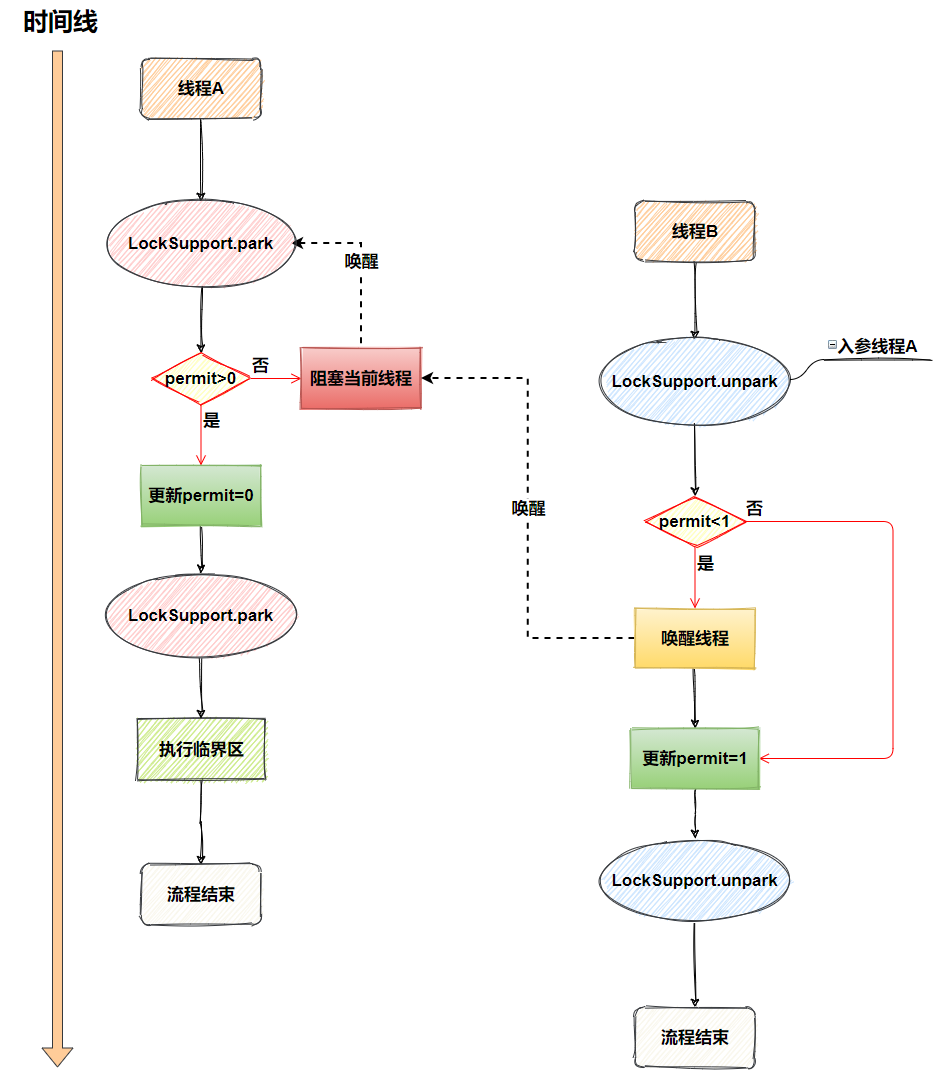 时间线
线程A
LockSupport.park
唤醒
permit>0
否
阻塞当前线程
是
更新permit=0
LockSupport.park
执行临界区
流程结束
线程B
入参线程A
LockSupport.unpark
唤醒
permit<1
否
是
唤醒线程
更新permit=1
LockSupport.unpark
流程结束